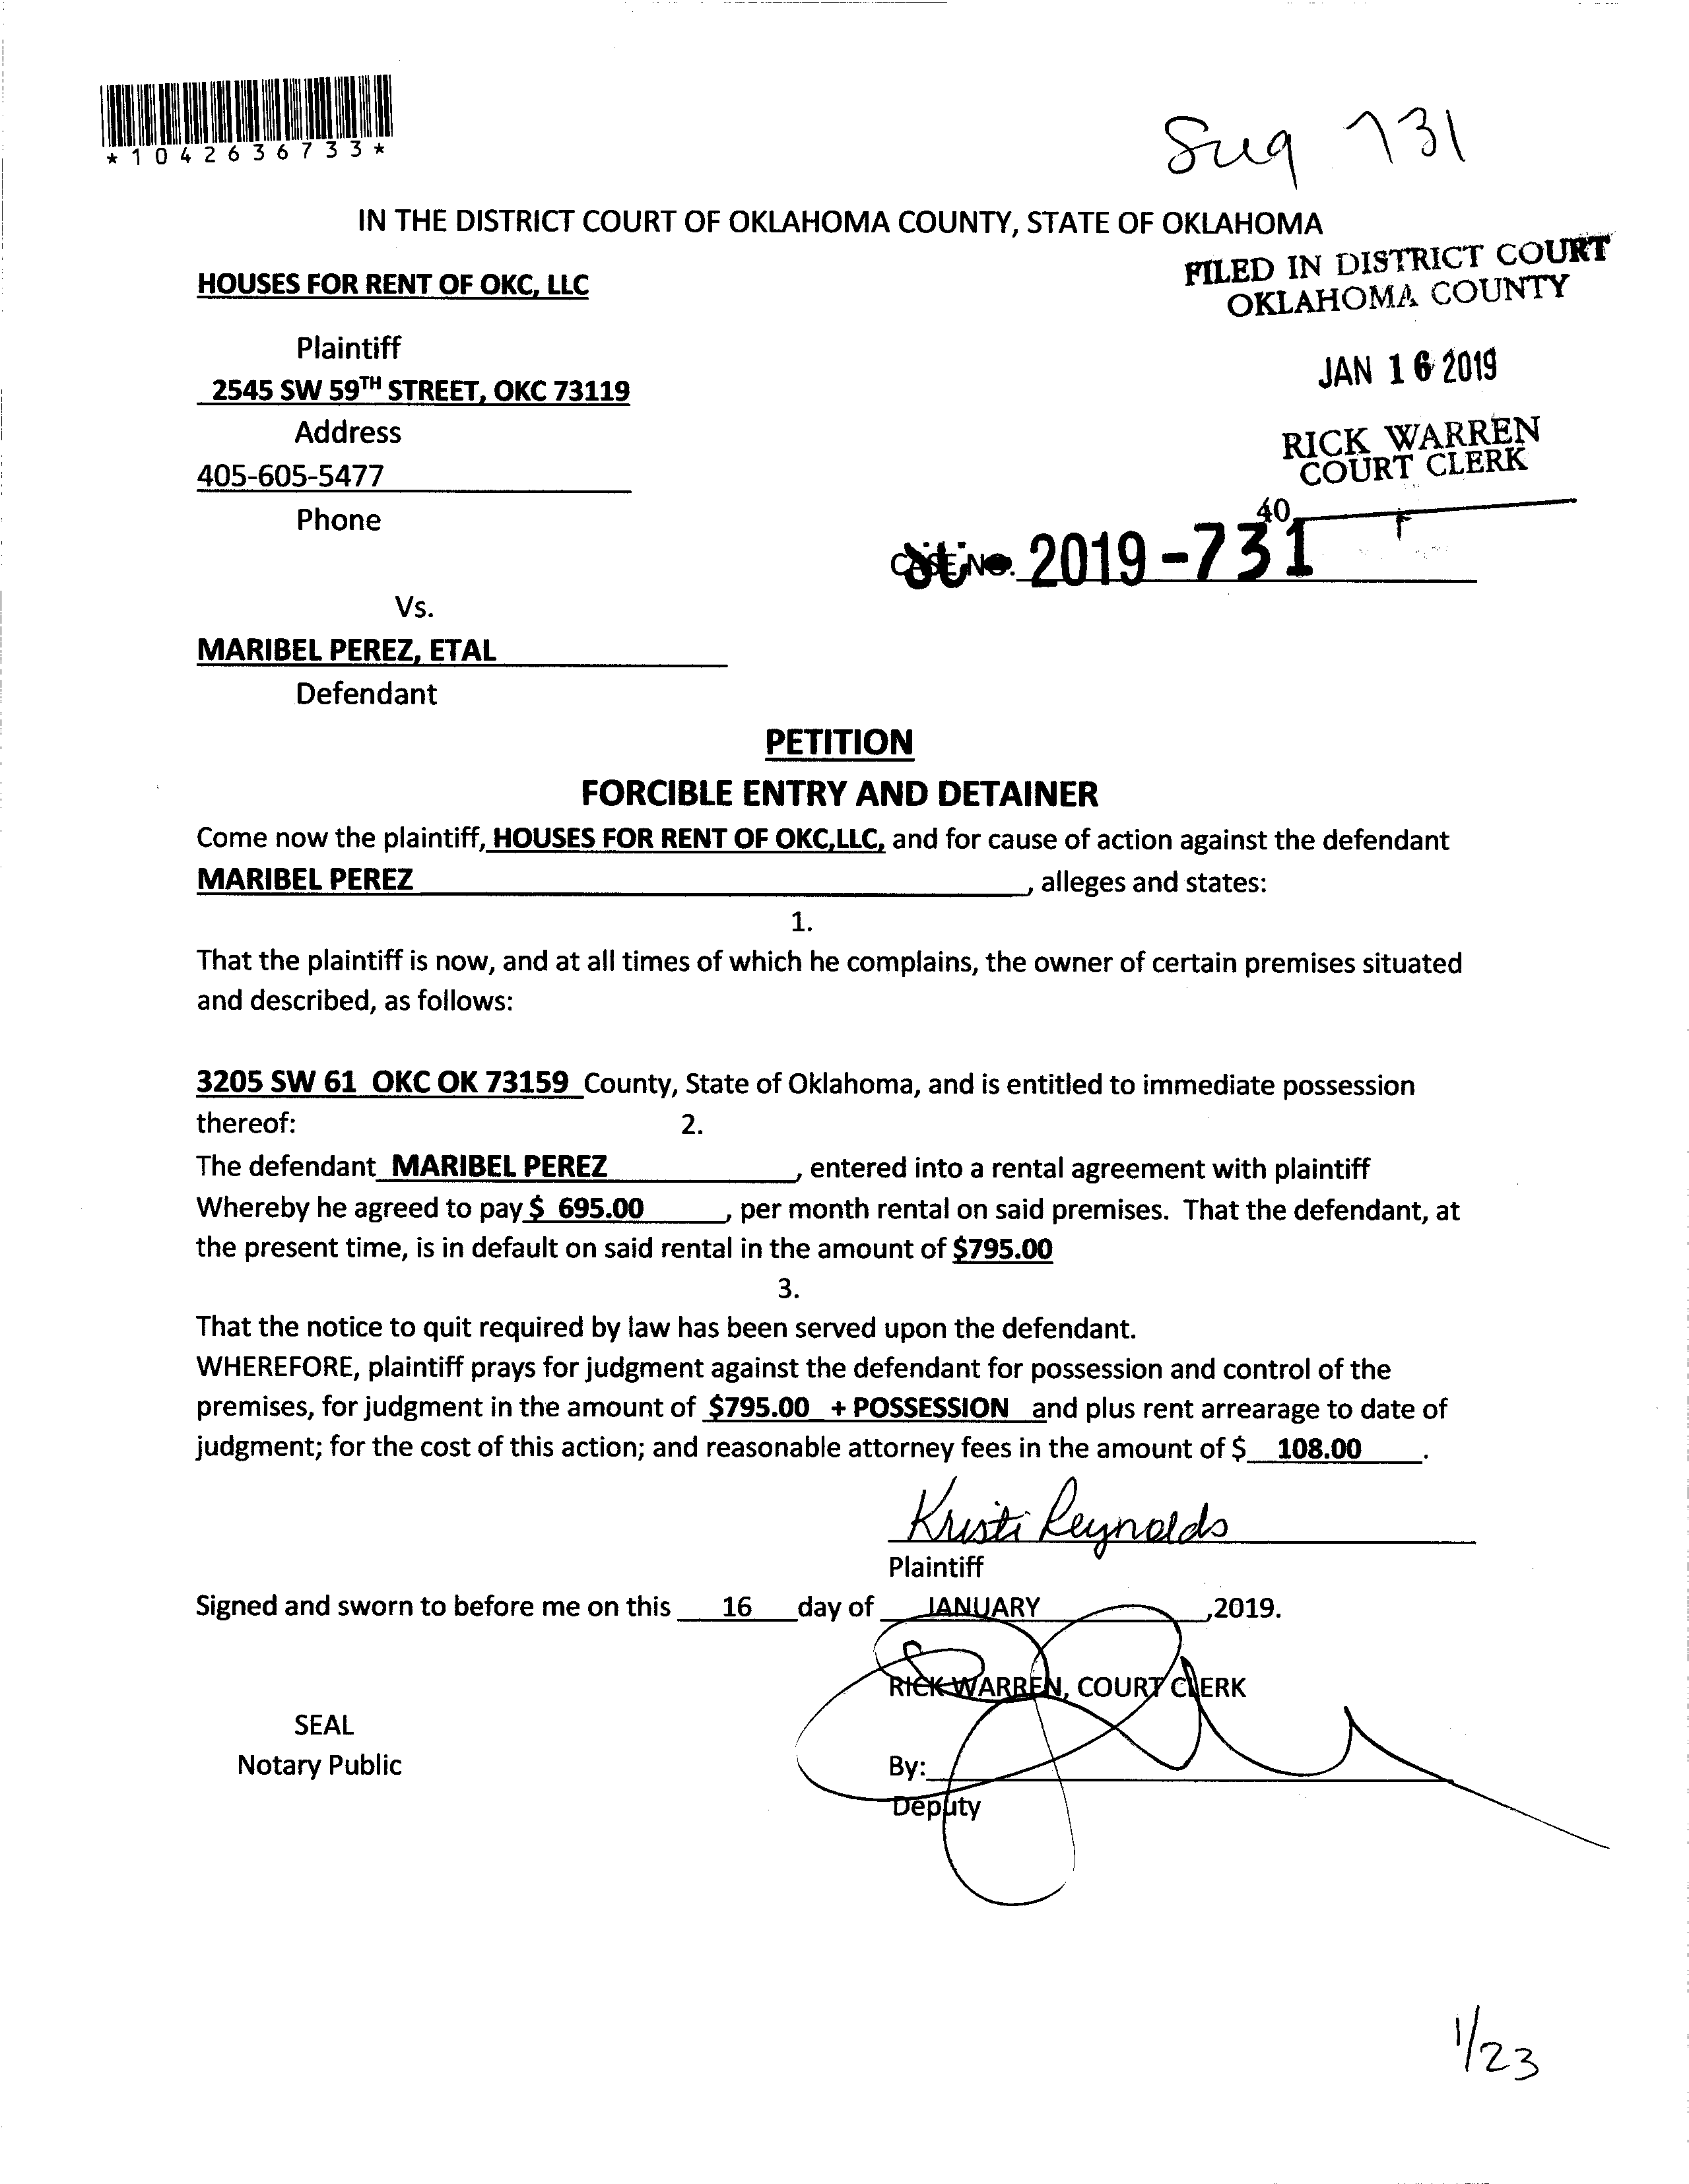 *1042636733*
731
IN THE DISTRICT COURT OF OKLAHOMA COUNTY, STATE OF OKLAHOMA
FILED IN DISTRICT COURT
OKLAHOMA COUNTY
HOUSES FOR RENT OF OKC, LLC
Plaintiff
JAN 16 2019
2545 SW 59TH STREET, OKC 73119
Address
RICK WARREN
COURT CLERK
405-605-5477
Phone
40
CASE NO. 2019-731
Vs.
MARIBEL PEREZ, ETAL
Defendant
PETITION
FORCIBLE ENTRY AND DETAINER
Come now the plaintiff, HOUSES FOR RENT OF OKC,LLC, and for cause of action against the defendant
MARIBEL PEREZ, alleges and states:
1.
That the plaintiff is now, and at all times of which he complains, the owner of certain premises situated
and described, as follows:
3205 SW 61 OKC OK 73159 County, State of Oklahoma, and is entitled to immediate possession
thereof: 2.
The defendant MARIBEL PEREZ, entered into a rental agreement with plaintiff
Whereby he agreed to pay $ 695.00, per month rental on said premises. That the defendant, at
the present time, is in default on said rental in the amount of $795.00
3.
That the notice to quit required by law has been served upon the defendant.
WHEREFORE, plaintiff prays for judgment against the defendant for possession and control of the
premises, for judgment in the amount of $795.00 + POSSESSION and plus rent arrearage to date of
judgment; for the cost of this action; and reasonable attorney fees in the amount of $ 108.00.
Kristi Reynolds
Plaintiff
Signed and sworn to before me on this 16 day of JANUARY, 2019.
RICK WARREN, COURT CLERK
SEAL
Notary Public
By:
Deputy
1/23